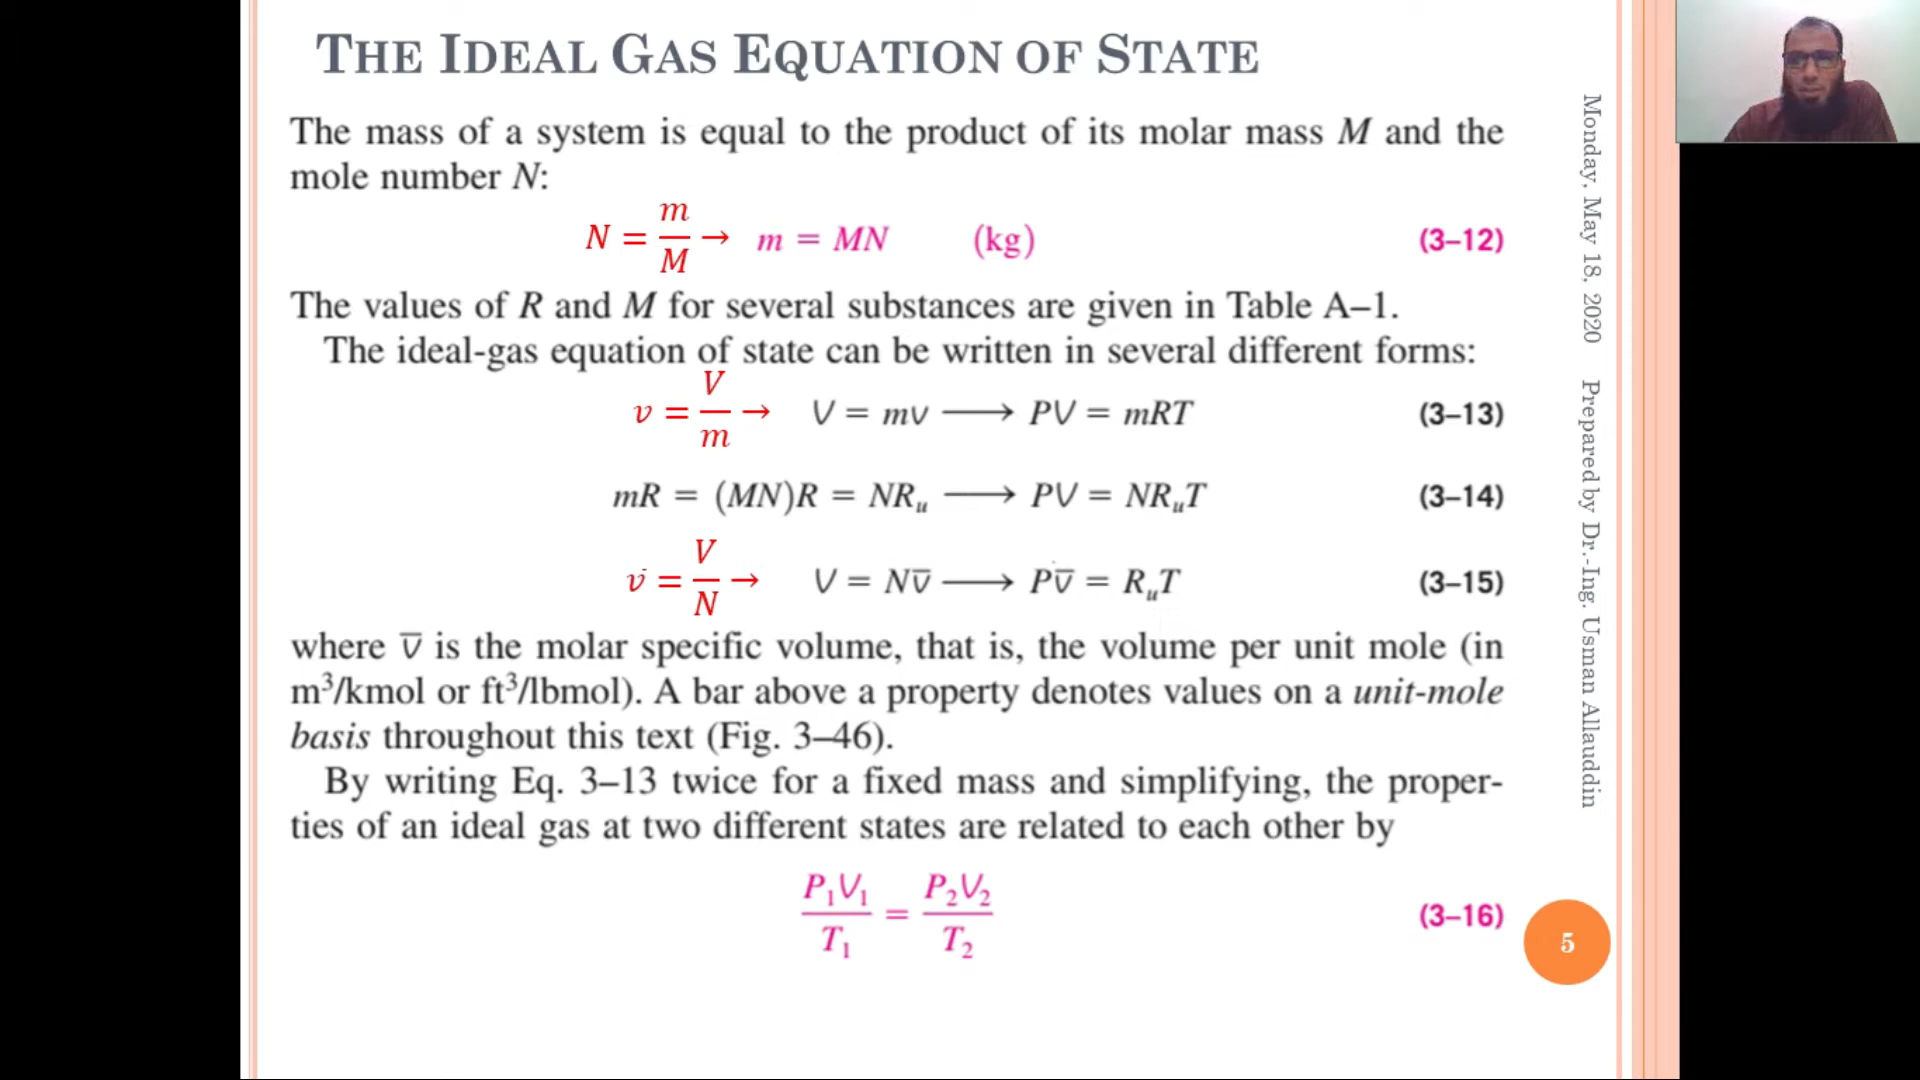 THE IDEAL GAS EQUATION OF STATE
The mass of a system is equal to the product of its molar mass M and the
mole number N:
N = m/M → m = MN (kg) (3–12)
The values of R and M for several substances are given in Table A–1.
The ideal-gas equation of state can be written in several different forms:
v = V/m → V = mv ⟶ PV = mRT (3–13)
mR = (MN)R = NRᵤ ⟶ PV = NRᵤT (3–14)
v̄ = V/N → V = Nv̄ ⟶ Pv̄ = RᵤT (3–15)
where v̄ is the molar specific volume, that is, the volume per unit mole (in
m³/kmol or ft³/lbmol). A bar above a property denotes values on a unit-mole
basis throughout this text (Fig. 3–46).
By writing Eq. 3–13 twice for a fixed mass and simplifying, the proper-
ties of an ideal gas at two different states are related to each other by
P₁V₁/T₁ = P₂V₂/T₂ (3–16)
Monday, May 18, 2020 Prepared by Dr.-Ing. Usman Allauddin
5